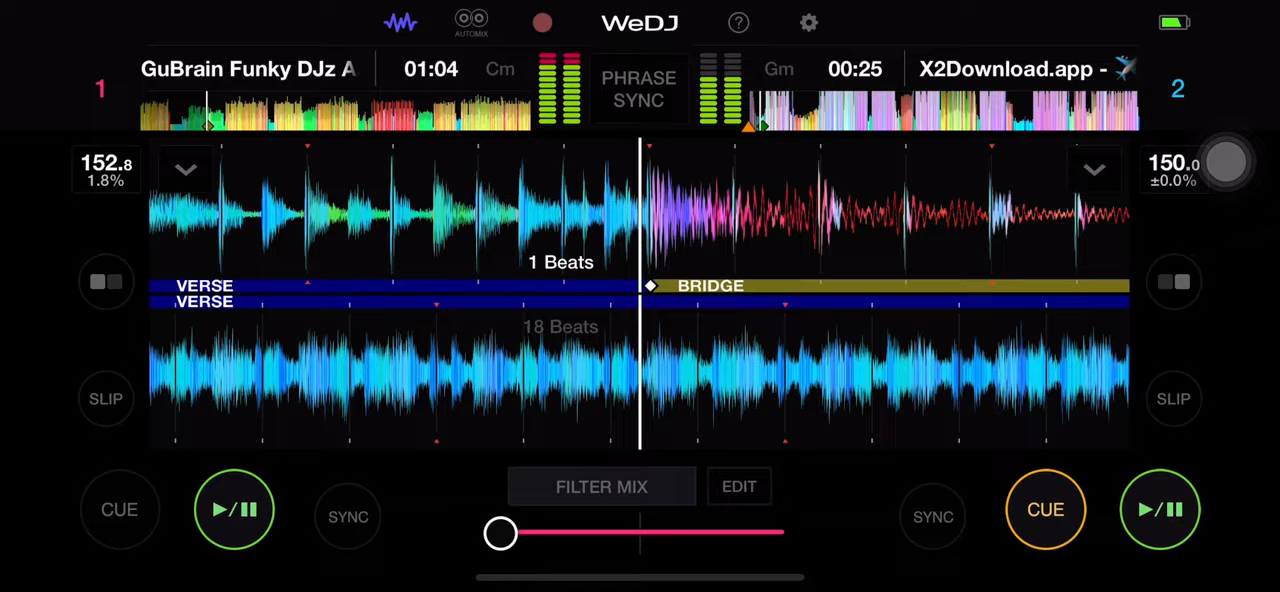 WeDJ ?
AUTOMIX
1 GuBrain Funky DJz A 01:04 Cm PHRASE SYNC Gm 00:25 X2Download.app - ✈️ 2
152.8
1.8%
150.0
±0.0%
1 Beats
VERSE BRIDGE
VERSE
18 Beats
SLIP SLIP
FILTER MIX EDIT
CUE ▶/❚❚ SYNC SYNC CUE ▶/❚❚